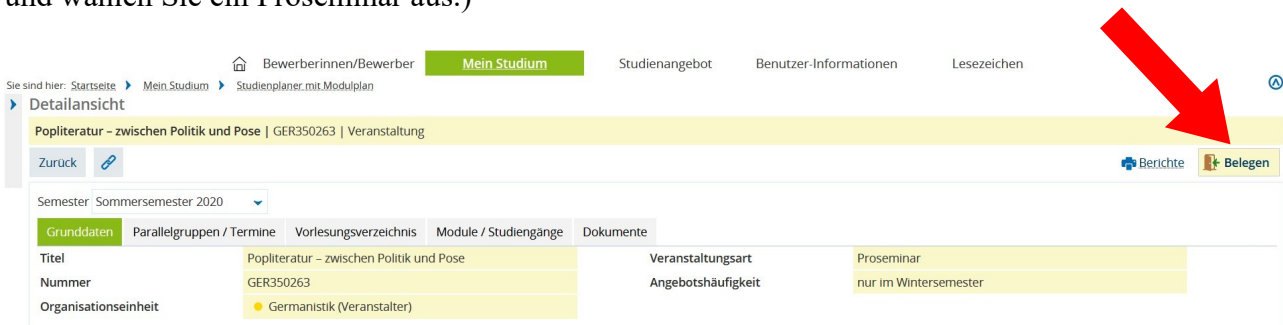 und wählen Sie ein Proseminar aus.)
Bewerberinnen/Bewerber Mein Studium Studienangebot Benutzer-Informationen Lesezeichen
Sie sind hier: Startseite Mein Studium Studienplaner mit Modulplan
Detailansicht
Popliteratur – zwischen Politik und Pose | GER350263 | Veranstaltung
Zurück Berichte Belegen
Semester Sommersemester 2020
Grunddaten Parallelgruppen / Termine Vorlesungsverzeichnis Module / Studiengänge Dokumente
Titel Popliteratur – zwischen Politik und Pose Veranstaltungsart Proseminar
Nummer GER350263 Angebotshäufigkeit nur im Wintersemester
Organisationseinheit Germanistik (Veranstalter)